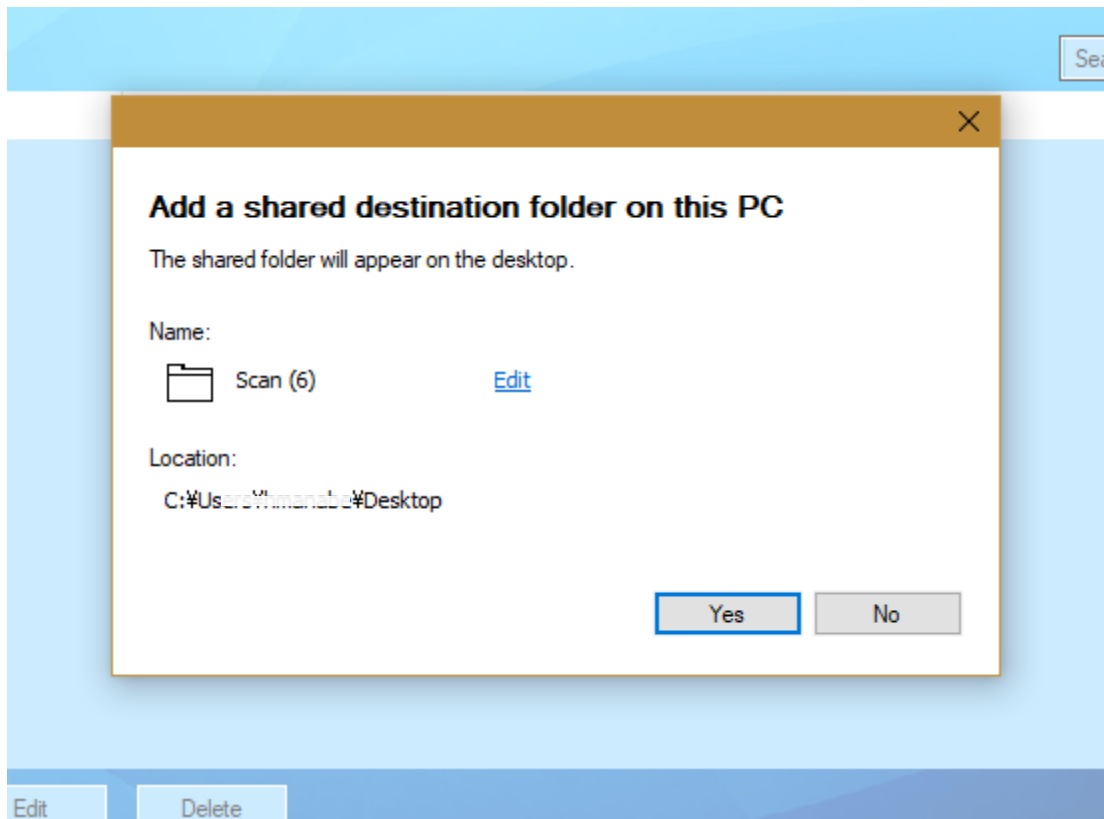 Add a shared destination folder on this PC
The shared folder will appear on the desktop.
Name:
Scan (6) Edit
Location:
C:¥Users¥hmanabe¥Desktop
Yes No
Edit Delete